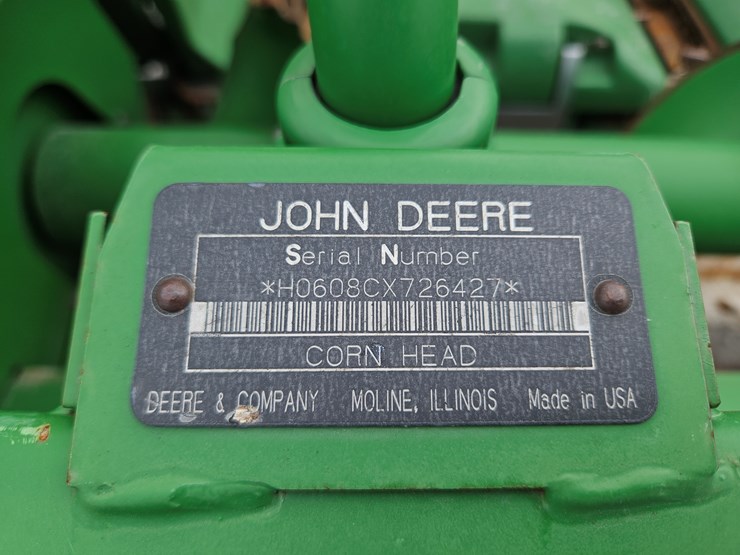 JOHN DEERE
Serial Number
*H0608CX726427*
CORN HEAD
DEERE & COMPANY MOLINE, ILLINOIS Made in USA